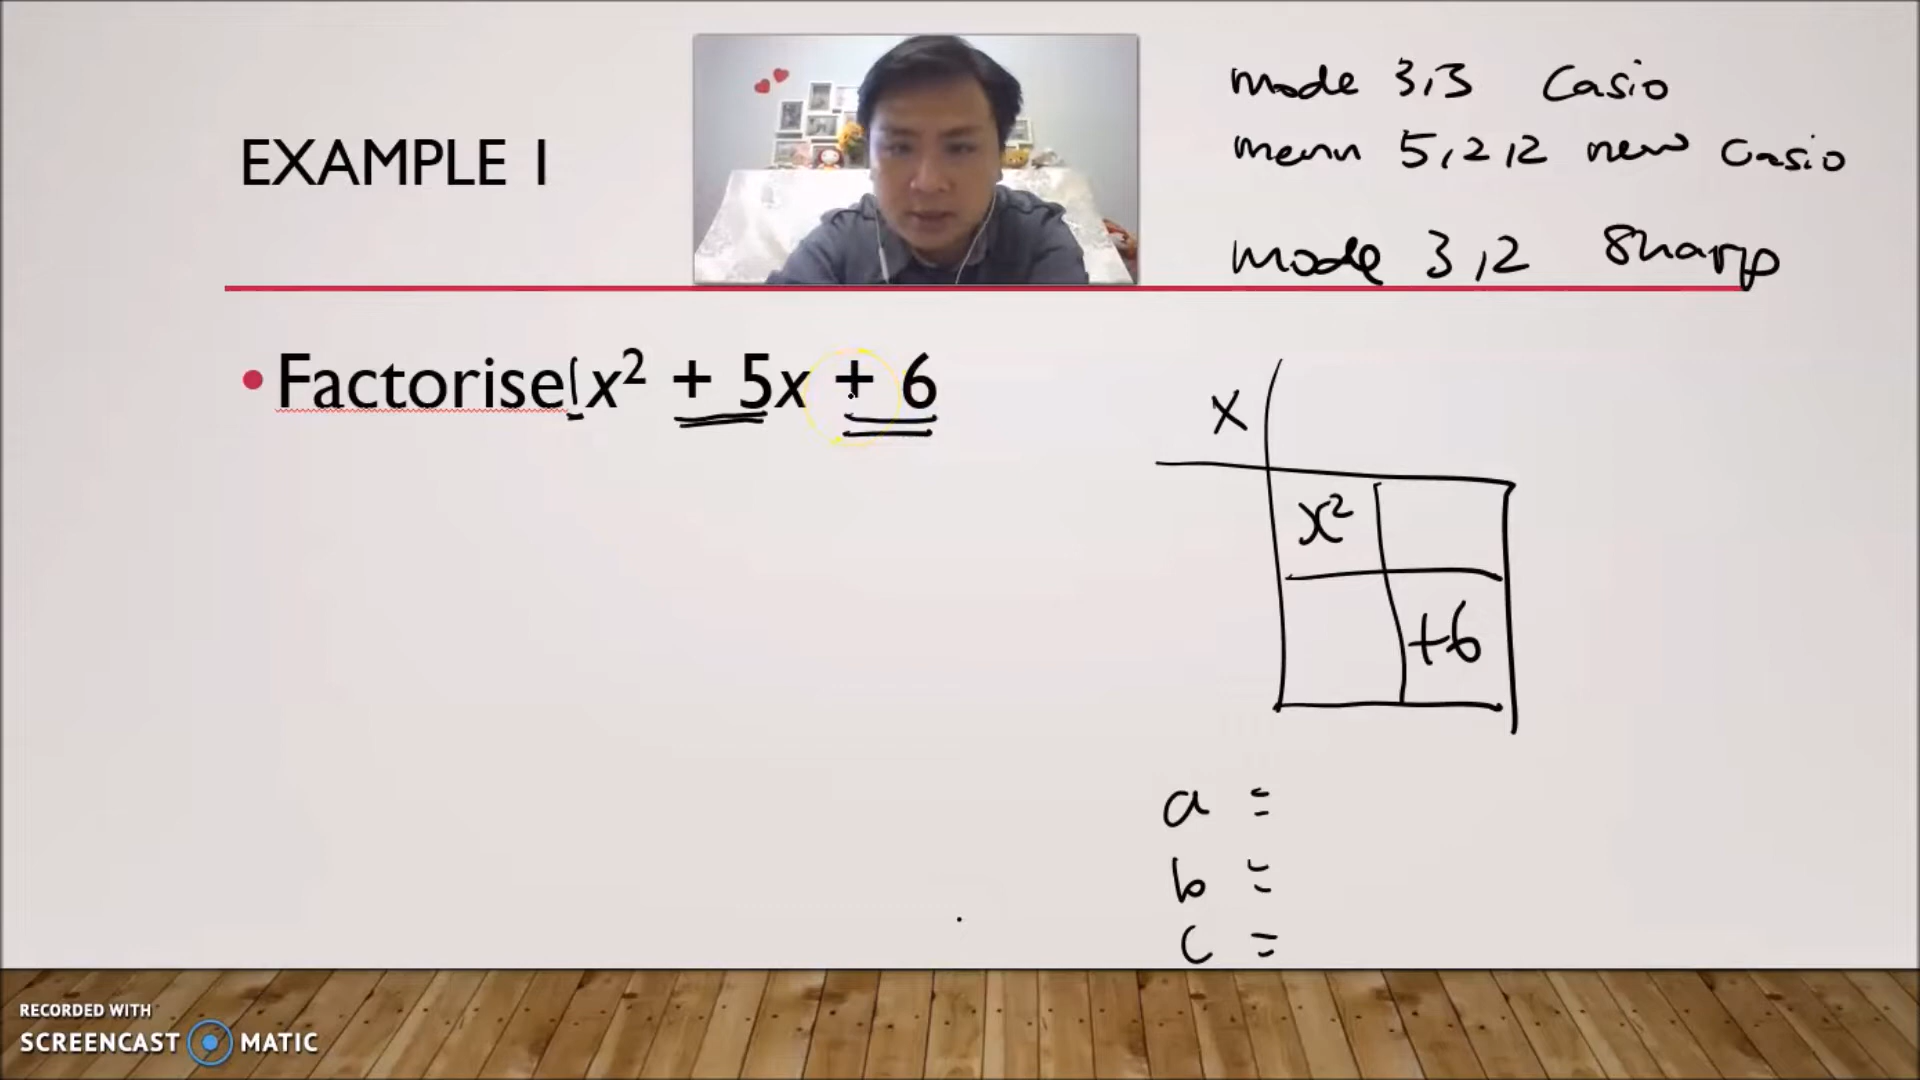 mode 3,3 Casio
menu 5,2,2 new Casio
EXAMPLE 1
mode 3,2 Sharp
• Factorise 1x² + 5x + 6
x
x²
+6
a =
b =
c =
RECORDED WITH
SCREENCAST MATIC